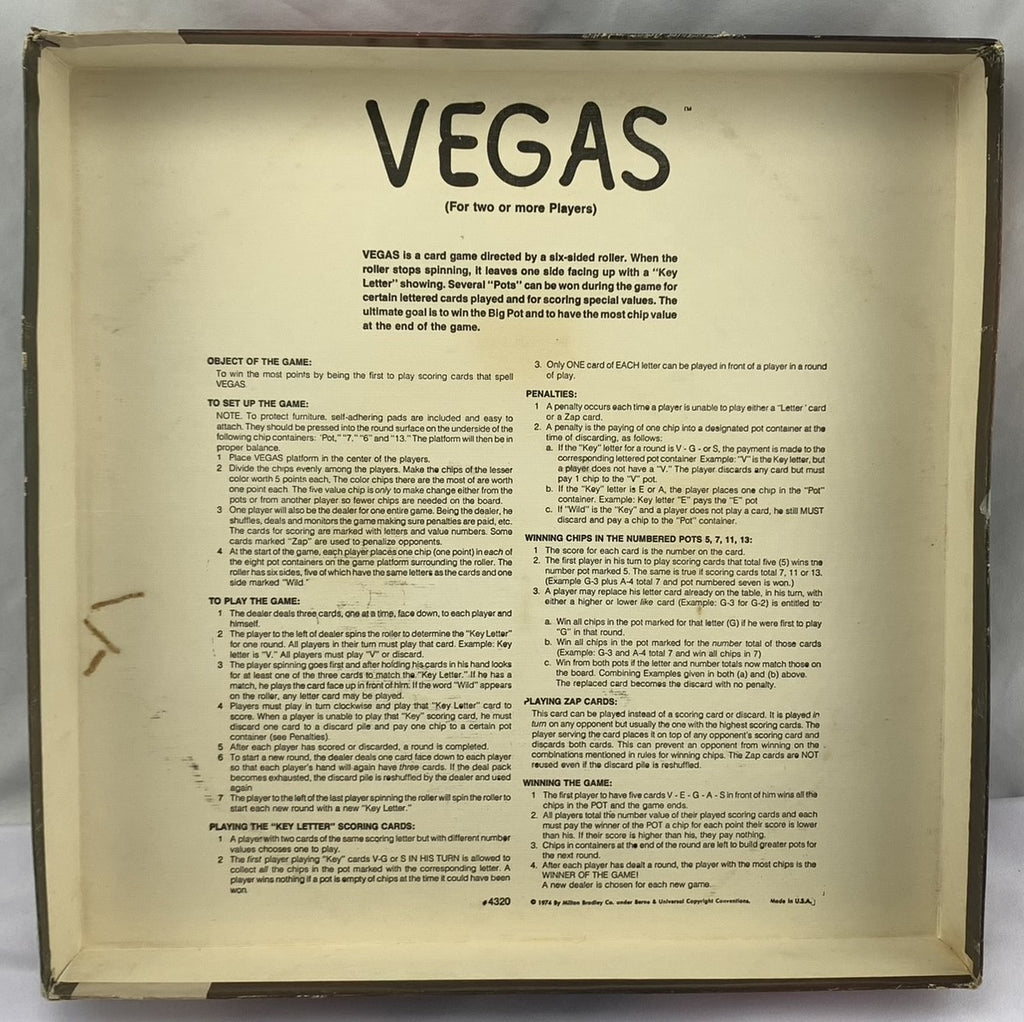 VEGAS™
(For two or more Players)
VEGAS is a card game directed by a six-sided roller. When the
roller stops spinning, it leaves one side facing up with a "Key
Letter" showing. Several "Pots" can be won during the game for
certain lettered cards played and for scoring special values. The
ultimate goal is to win the Big Pot and to have the most chip value
at the end of the game.
OBJECT OF THE GAME:
To win the most points by being the first to play scoring cards that spell
VEGAS
TO SET UP THE GAME:
NOTE. To protect furniture, self-adhering pads are included and easy to
attach. They should be pressed into the round surface on the underside of the
following chip containers: "Pot," "7," "6" and "13." The platform will then be in
proper balance.
1 Place VEGAS platform in the center of the players.
2 Divide the chips evenly among the players. Make the chips of the lesser
color worth 5 points each. The color chips there are the most of are worth
one point each. The five value chip is only to make change either from the
pots or from another player so fewer chips are needed on the board.
3 One player will also be the dealer for one entire game. Being the dealer, he
shuffles, deals and monitors the game making sure penalties are paid, etc.
The cards for scoring are marked with letters and value numbers. Some
cards marked "Zap" are used to penalize opponents.
4 At the start of the game, each player places one chip (one point) in each of
the eight pot containers on the game platform surrounding the roller. The
roller has six sides, five of which have the same letters as the cards and one
side marked "Wild."
TO PLAY THE GAME:
1 The dealer deals three cards, one at a time, face down, to each player and
himself.
2 The player to the left of dealer spins the roller to determine the "Key Letter"
for one round. All players in their turn must play that card. Example: Key
letter is "V." All players must play "V" or discard.
3 The player spinning goes first and after holding his cards in his hand looks
for at least one of the three cards to match the "Key Letter." If he has a
match, he plays the card face up in front of him. If the word "Wild" appears
on the roller, any letter card may be played.
4 Players must play in turn clockwise and play that "Key Letter" card to
score. When a player is unable to play that "Key" scoring card, he must
discard one card to a discard pile and pay one chip to a certain pot
container (see Penalties).
5 After each player has scored or discarded, a round is completed.
6 To start a new round, the dealer deals one card face down to each player
so that each player's hand will again have three cards. If the deal pack
becomes exhausted, the discard pile is reshuffled by the dealer and used
again
7 The player to the left of the last player spinning the roller will spin the roller to
start each new round with a new "Key Letter."
PLAYING THE "KEY LETTER" SCORING CARDS:
1 A player with two cards of the same scoring letter but with different number
values chooses one to play.
2 The first player playing "Key" cards V-G or S IN HIS TURN is allowed to
collect all the chips in the pot marked with the corresponding letter. A
player wins nothing if a pot is empty of chips at the time it could have been
won.
#4320
3. Only ONE card of EACH letter can be played in front of a player in a round
of play.
PENALTIES:
1 A penalty occurs each time a player is unable to play either a "Letter' card
or a Zap card.
2. A penalty is the paying of one chip into a designated pot container at the
time of discarding, as follows:
a. If the "Key" letter for a round is V - G - or S, the payment is made to the
corresponding lettered pot container Example: "V" is the Key letter, but
a player does not have a "V." The player discards any card but must
pay 1 chip to the "V" pot.
b. If the "Key" letter is E or A, the player places one chip in the "Pot"
container. Example: Key letter "E" pays the "E" pot
c. If "Wild" is the "Key" and a player does not play a card, he still MUST
discard and pay a chip to the "Pot" container.
WINNING CHIPS IN THE NUMBERED POTS 5, 7, 11, 13:
1 The score for each card is the number on the card.
2. The first player in his turn to play scoring cards that total five (5) wins the
number pot marked 5. The same is true if scoring cards total 7, 11 or 13.
(Example G-3 plus A-4 total 7 and pot numbered seven is won.)
3. A player may replace his letter card already on the table, in his turn, with
either a higher or lower like card (Example: G-3 for G-2) is entitled to:
a. Win all chips in the pot marked for that letter (G) if he were first to play
"G" in that round.
b. Win all chips in the pot marked for the number total of those cards
(Example: G-3 and A-4 total 7 and win all chips in 7)
c. Win from both pots if the letter and number totals now match those on
the board. Combining Examples given in both (a) and (b) above.
The replaced card becomes the discard with no penalty.
PLAYING ZAP CARDS:
This card can be played instead of a scoring card or discard. It is played in
turn on any opponent but usually the one with the highest scoring cards. The
player serving the card places it on top of any opponent's scoring card and
discards both cards. This can prevent an opponent from winning on the
combinations mentioned in rules for winning chips. The Zap cards are NOT
reused even if the discard pile is reshuffled.
WINNING THE GAME:
1 The first player to have five cards V - E - G - A - S in front of him wins all the
chips in the POT and the game ends.
2. All players total the number value of their played scoring cards and each
must pay the winner of the POT a chip for each point their score is lower
than his. If their score is higher than his, they pay nothing.
3. Chips in containers at the end of the round are left to build greater pots for
the next round.
4. After each player has dealt a round, the player with the most chips is the
WINNER OF THE GAME!
A new dealer is chosen for each new game.
© 1974 By Milton Bradley Co. under Berne & Universal Copyright Conventions. Made in U.S.A.